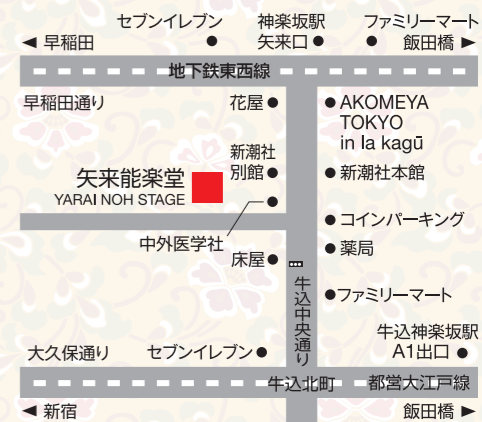 セブンイレブン
神楽坂駅
矢来口
ファミリーマート
◀ 早稲田
飯田橋 ▶
地下鉄東西線
早稲田通り
花屋
AKOMEYA
TOKYO
in la kagū
新潮社
別館
新潮社本館
矢来能楽堂
YARAI NOH STAGE
コインパーキング
中外医学社
薬局
床屋
牛込中央通り
ファミリーマート
牛込神楽坂駅
A1出口
大久保通り
セブンイレブン
牛込北町
都営大江戸線
◀ 新宿
飯田橋 ▶